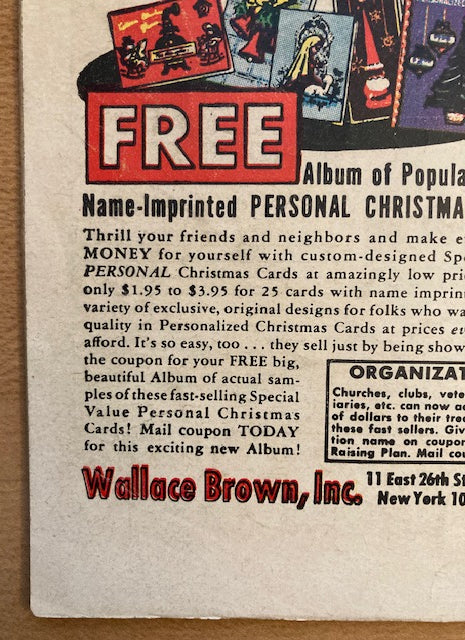 FREE
Album of Popula
Name-Imprinted PERSONAL CHRISTMA
Thrill your friends and neighbors and make e
MONEY for yourself with custom-designed Spe
PERSONAL Christmas Cards at amazingly low pri
only $1.95 to $3.95 for 25 cards with name imprin
variety of exclusive, original designs for folks who wa
quality in Personalized Christmas Cards at prices e
afford. It's so easy, too . . . they sell just by being show
the coupon for your FREE big,
beautiful Album of actual sam-
ples of these fast-selling Special
Value Personal Christmas
Cards! Mail coupon TODAY
for this exciting new Album!
ORGANIZAT
Churches, clubs, vete
iaries, etc. can now a
of dollars to their trea
these fast sellers. Giv
tion name on coupon
Raising Plan. Mail cou
Wallace Brown, Inc.
11 East 26th St
New York 10